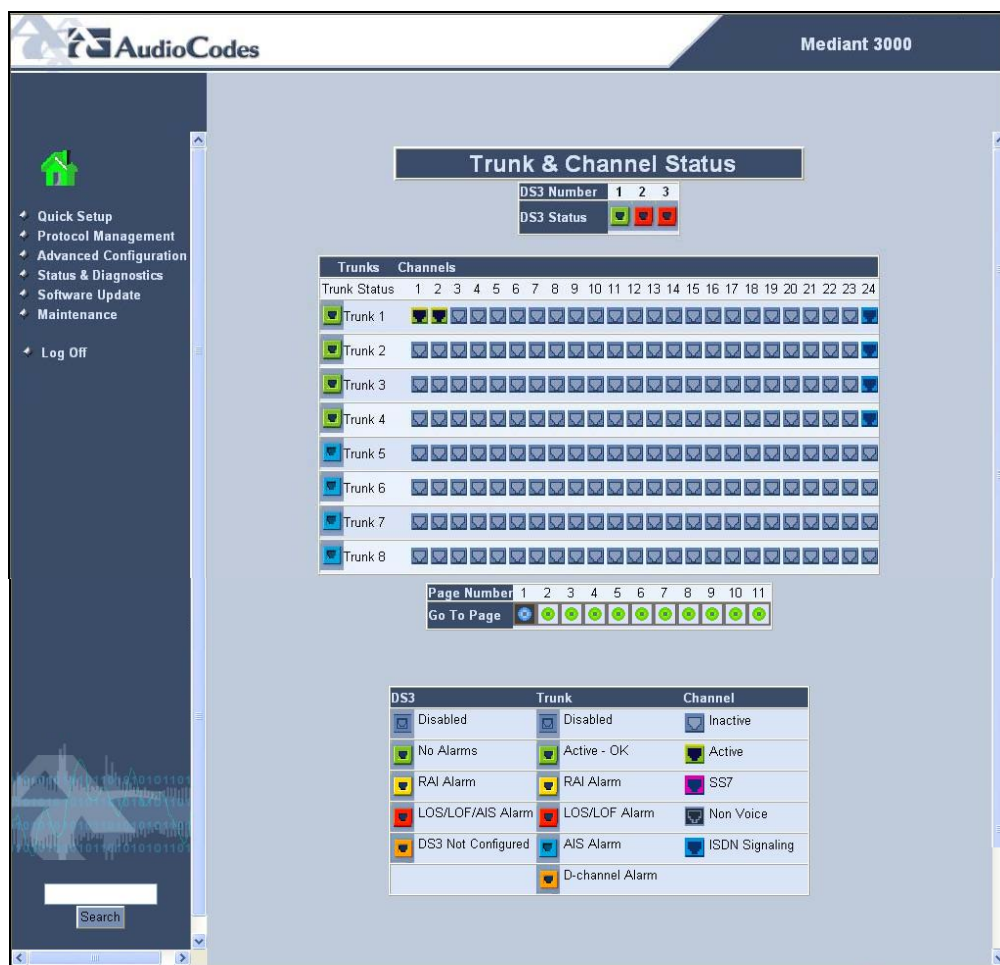 AudioCodes
Mediant 3000
Quick Setup
Protocol Management
Advanced Configuration
Status & Diagnostics
Software Update
Maintenance
Log Off
Search
Trunk & Channel Status
DS3 Number 1 2 3
DS3 Status
Trunks Channels
Trunk Status 1 2 3 4 5 6 7 8 9 10 11 12 13 14 15 16 17 18 19 20 21 22 23 24
Trunk 1
Trunk 2
Trunk 3
Trunk 4
Trunk 5
Trunk 6
Trunk 7
Trunk 8
Page Number 1 2 3 4 5 6 7 8 9 10 11
Go To Page
DS3 Trunk Channel
Disabled Disabled Inactive
No Alarms Active - OK Active
RAI Alarm RAI Alarm SS7
LOS/LOF/AIS Alarm LOS/LOF Alarm Non Voice
DS3 Not Configured AIS Alarm ISDN Signaling
D-channel Alarm